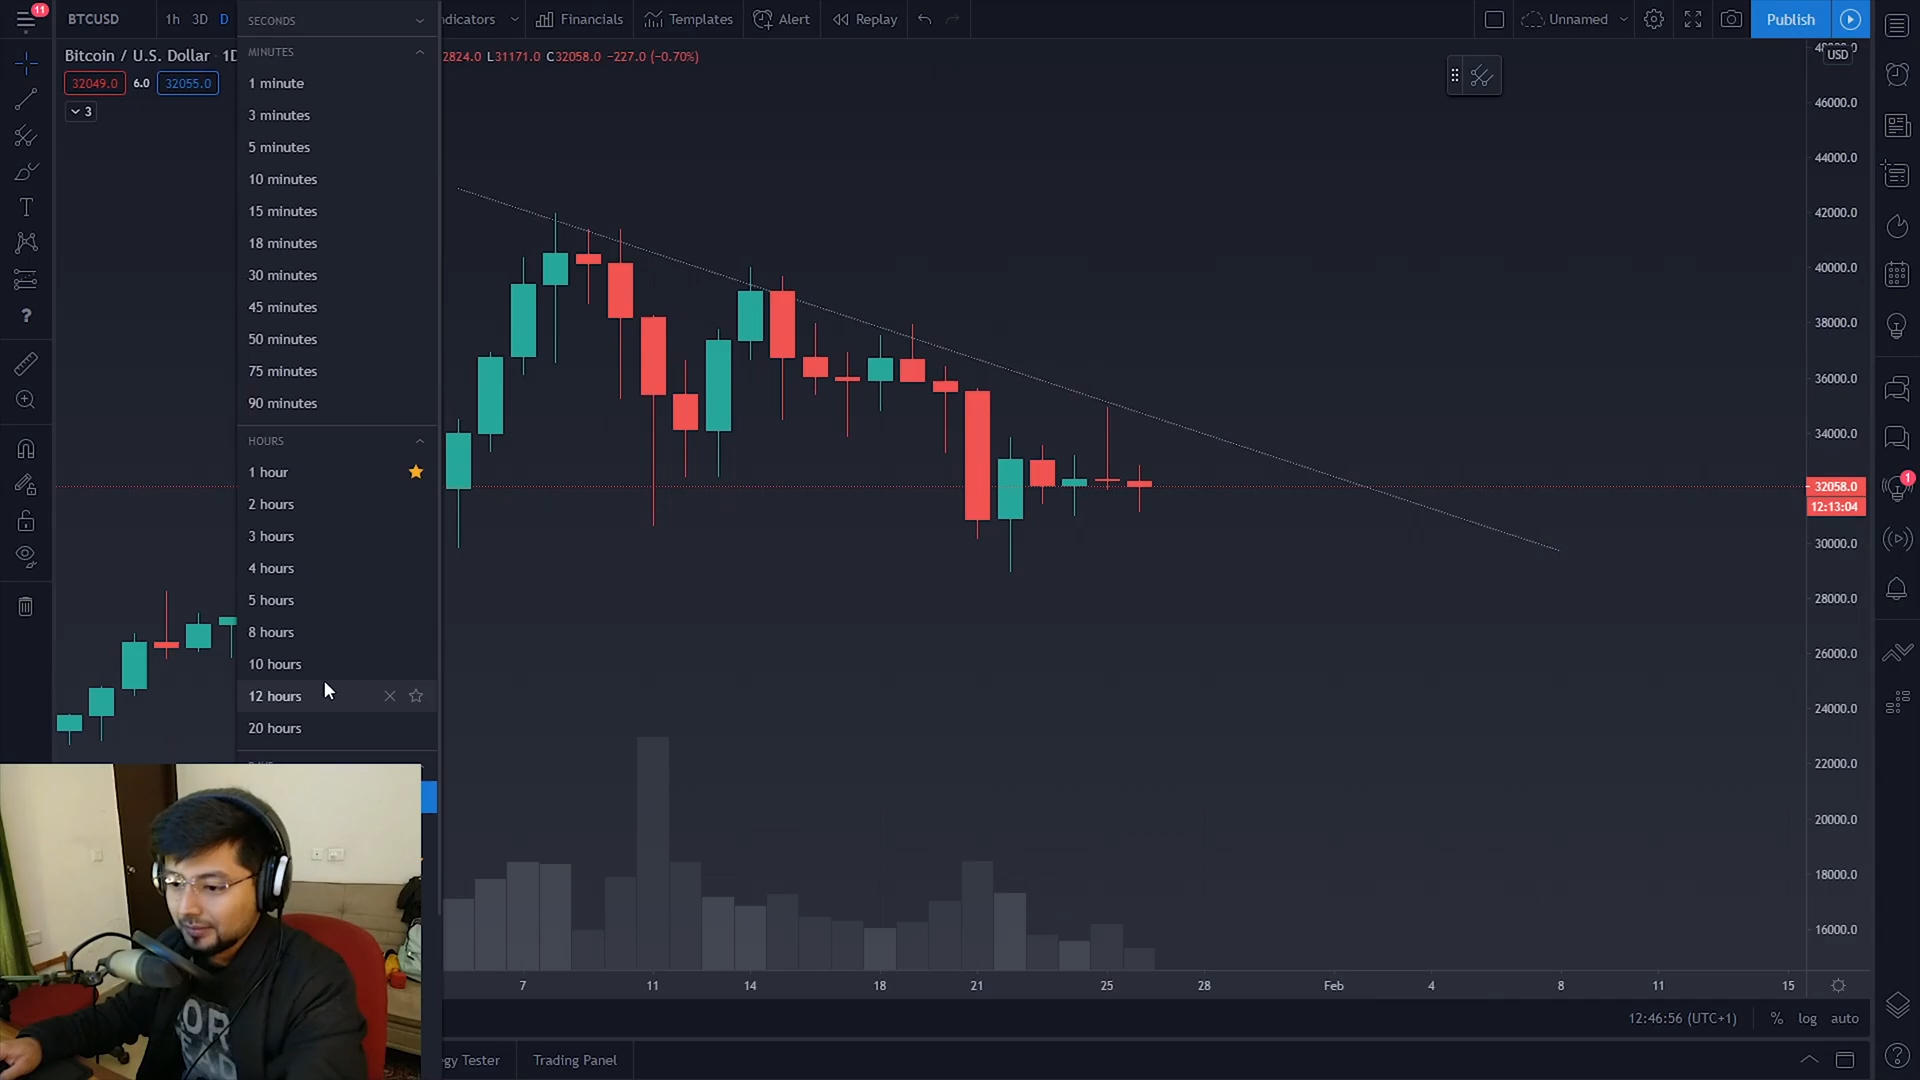 11
BTCUSD
1h 3D D
SECONDS
ndicators
Financials
Templates
Alert
Replay
Unnamed
Publish
Bitcoin / U.S. Dollar · 1D
2824.0 L31171.0 C32058.0 −227.0 (−0.70%)
32049.0 6.0 32055.0
3
MINUTES
1 minute
3 minutes
5 minutes
10 minutes
15 minutes
18 minutes
30 minutes
45 minutes
50 minutes
75 minutes
90 minutes
HOURS
1 hour
2 hours
3 hours
4 hours
5 hours
8 hours
10 hours
12 hours
20 hours
USD
46000.0
44000.0
42000.0
40000.0
38000.0
36000.0
34000.0
32058.0
12:13:04
30000.0
28000.0
26000.0
24000.0
22000.0
20000.0
18000.0
16000.0
1
7 11 14 18 21 25 28 Feb 4 8 11 15
12:46:56 (UTC+1) % log auto
gy Tester
Trading Panel